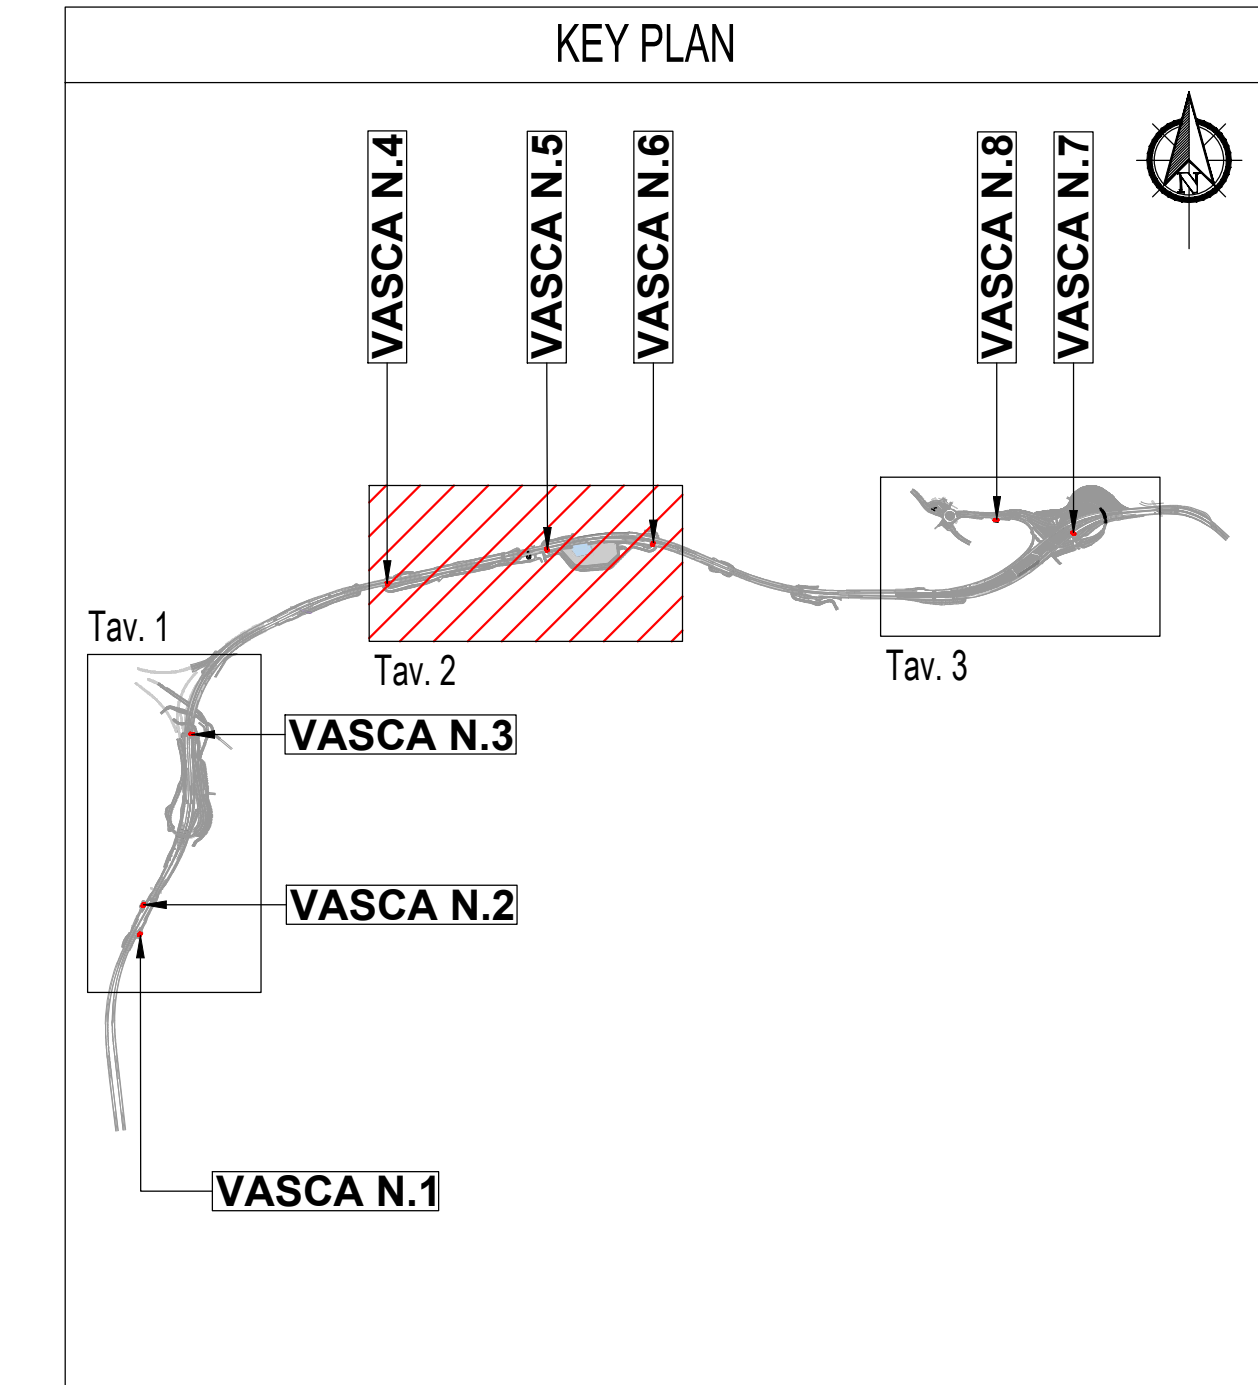 KEY PLAN
VASCA N.4
VASCA N.5
VASCA N.6
VASCA N.8
VASCA N.7
N
Tav. 1
Tav. 2
Tav. 3
VASCA N.3
VASCA N.2
VASCA N.1